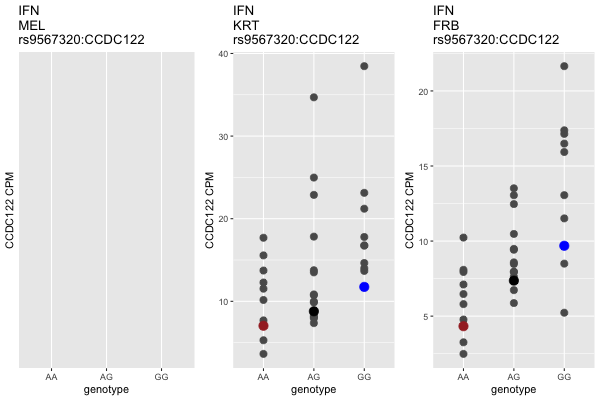 IFN
MEL
rs9567320:CCDC122
CCDC122 CPM
AA
AG
GG
genotype
IFN
KRT
rs9567320:CCDC122
CCDC122 CPM
40
30
20
10
AA
AG
GG
genotype
IFN
FRB
rs9567320:CCDC122
CCDC122 CPM
20
15
10
5
AA
AG
GG
genotype